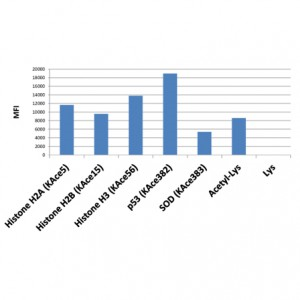 20000
18000
16000
14000
12000
10000
8000
6000
4000
2000
0
MFI
Histone H2A (KAce5)
Histone H2B (KAce15)
Histone H3 (KAce56)
p53 (KAce382)
SOD (KAce383)
Acetyl-Lys
Lys